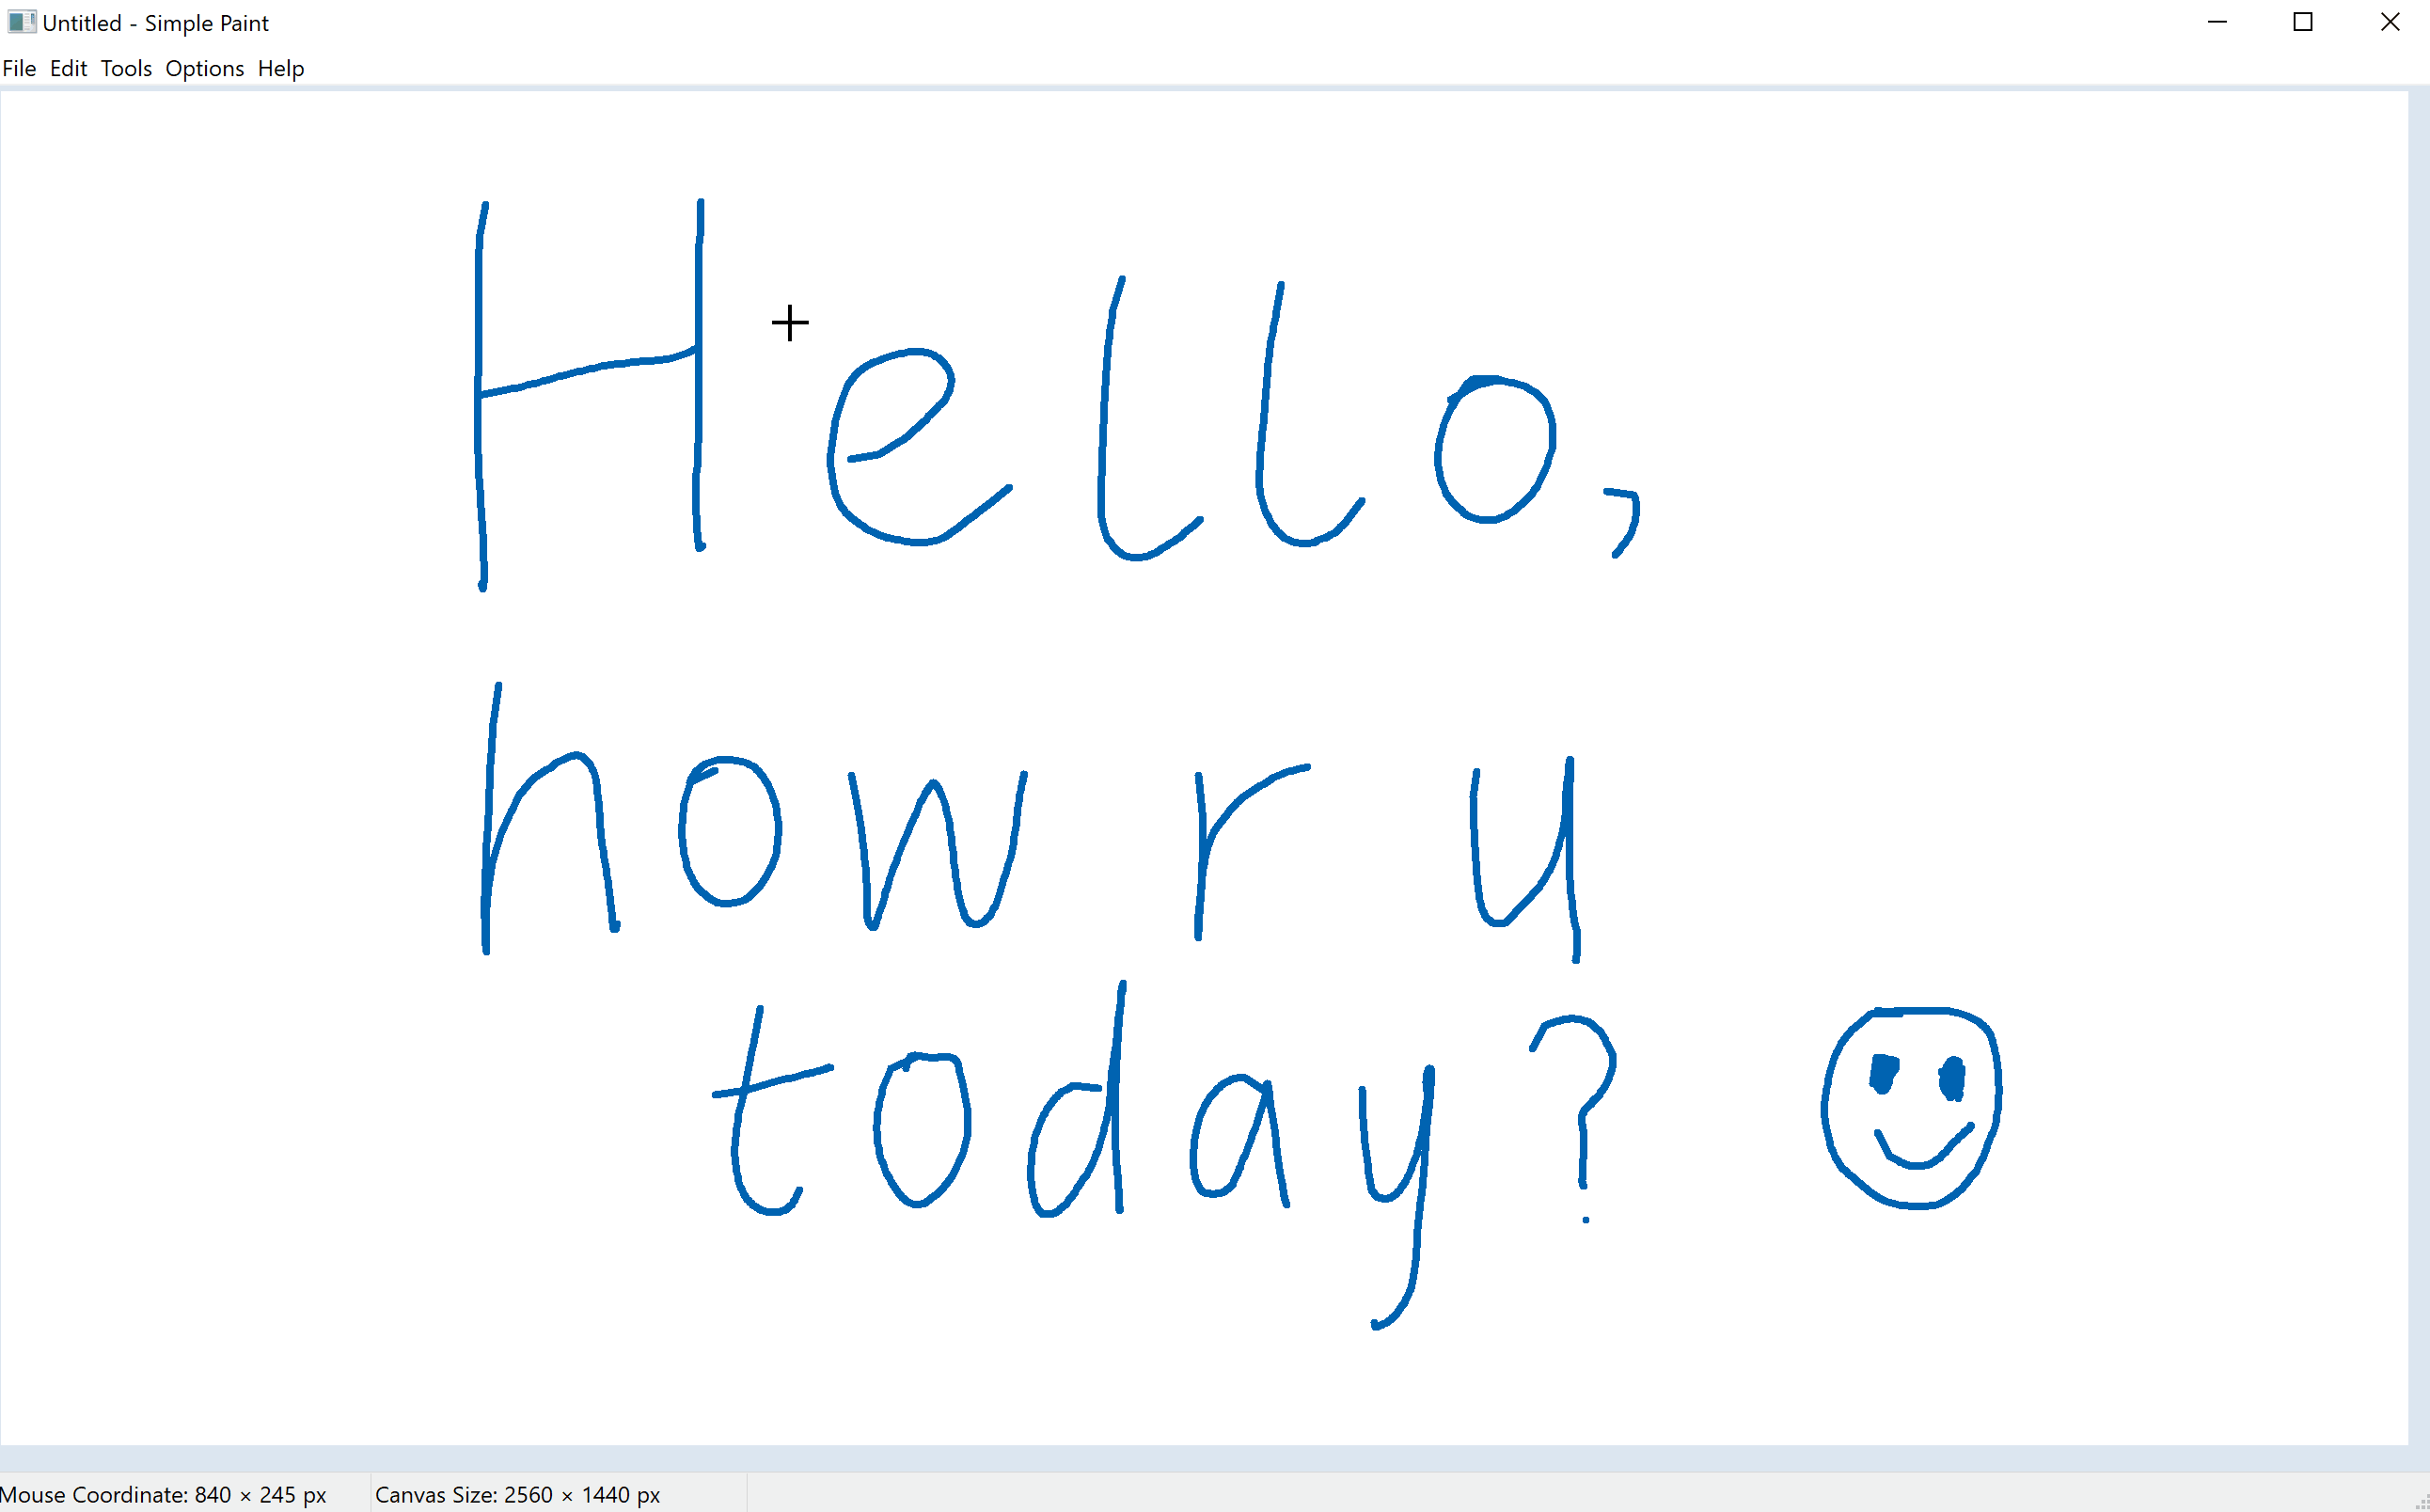 Untitled - Simple Paint
File Edit Tools Options Help
Hello,
how r u
today?
Mouse Coordinate: 840 × 245 px Canvas Size: 2560 × 1440 px